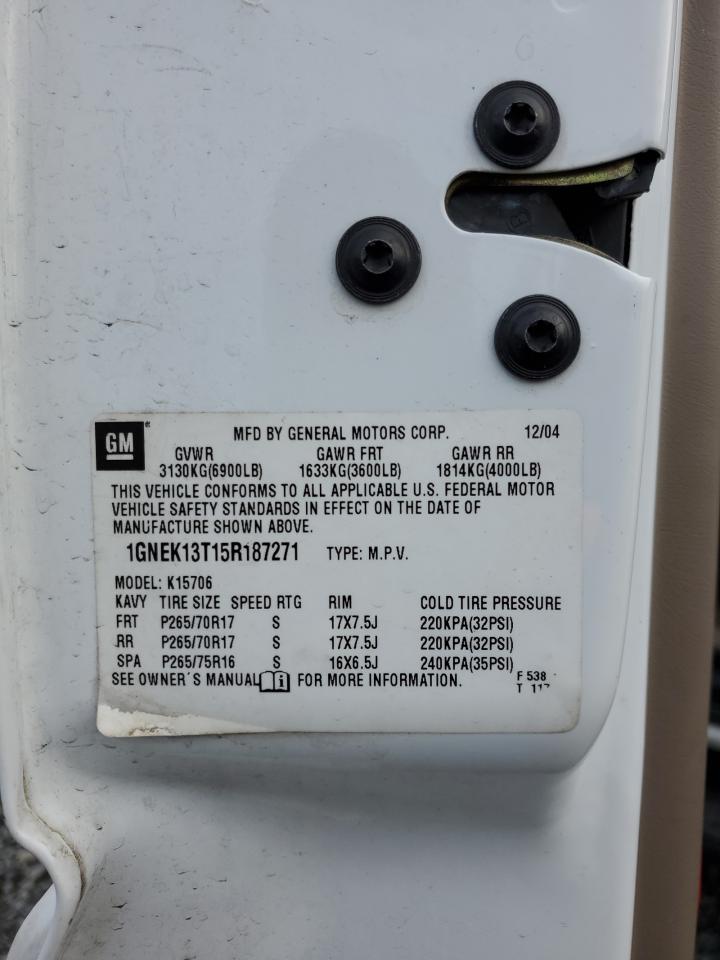 GM MFD BY GENERAL MOTORS CORP. 12/04
GVWR GAWR FRT GAWR RR
3130KG(6900LB) 1633KG(3600LB) 1814KG(4000LB)
THIS VEHICLE CONFORMS TO ALL APPLICABLE U.S. FEDERAL MOTOR
VEHICLE SAFETY STANDARDS IN EFFECT ON THE DATE OF
MANUFACTURE SHOWN ABOVE.
1GNEK13T15R187271 TYPE: M.P.V.
MODEL: K15706
KAVY TIRE SIZE SPEED RTG RIM COLD TIRE PRESSURE
FRT P265/70R17 S 17X7.5J 220KPA(32PSI)
RR P265/70R17 S 17X7.5J 220KPA(32PSI)
SPA P265/75R16 S 16X6.5J 240KPA(35PSI)
SEE OWNER'S MANUAL FOR MORE INFORMATION. F 538
T